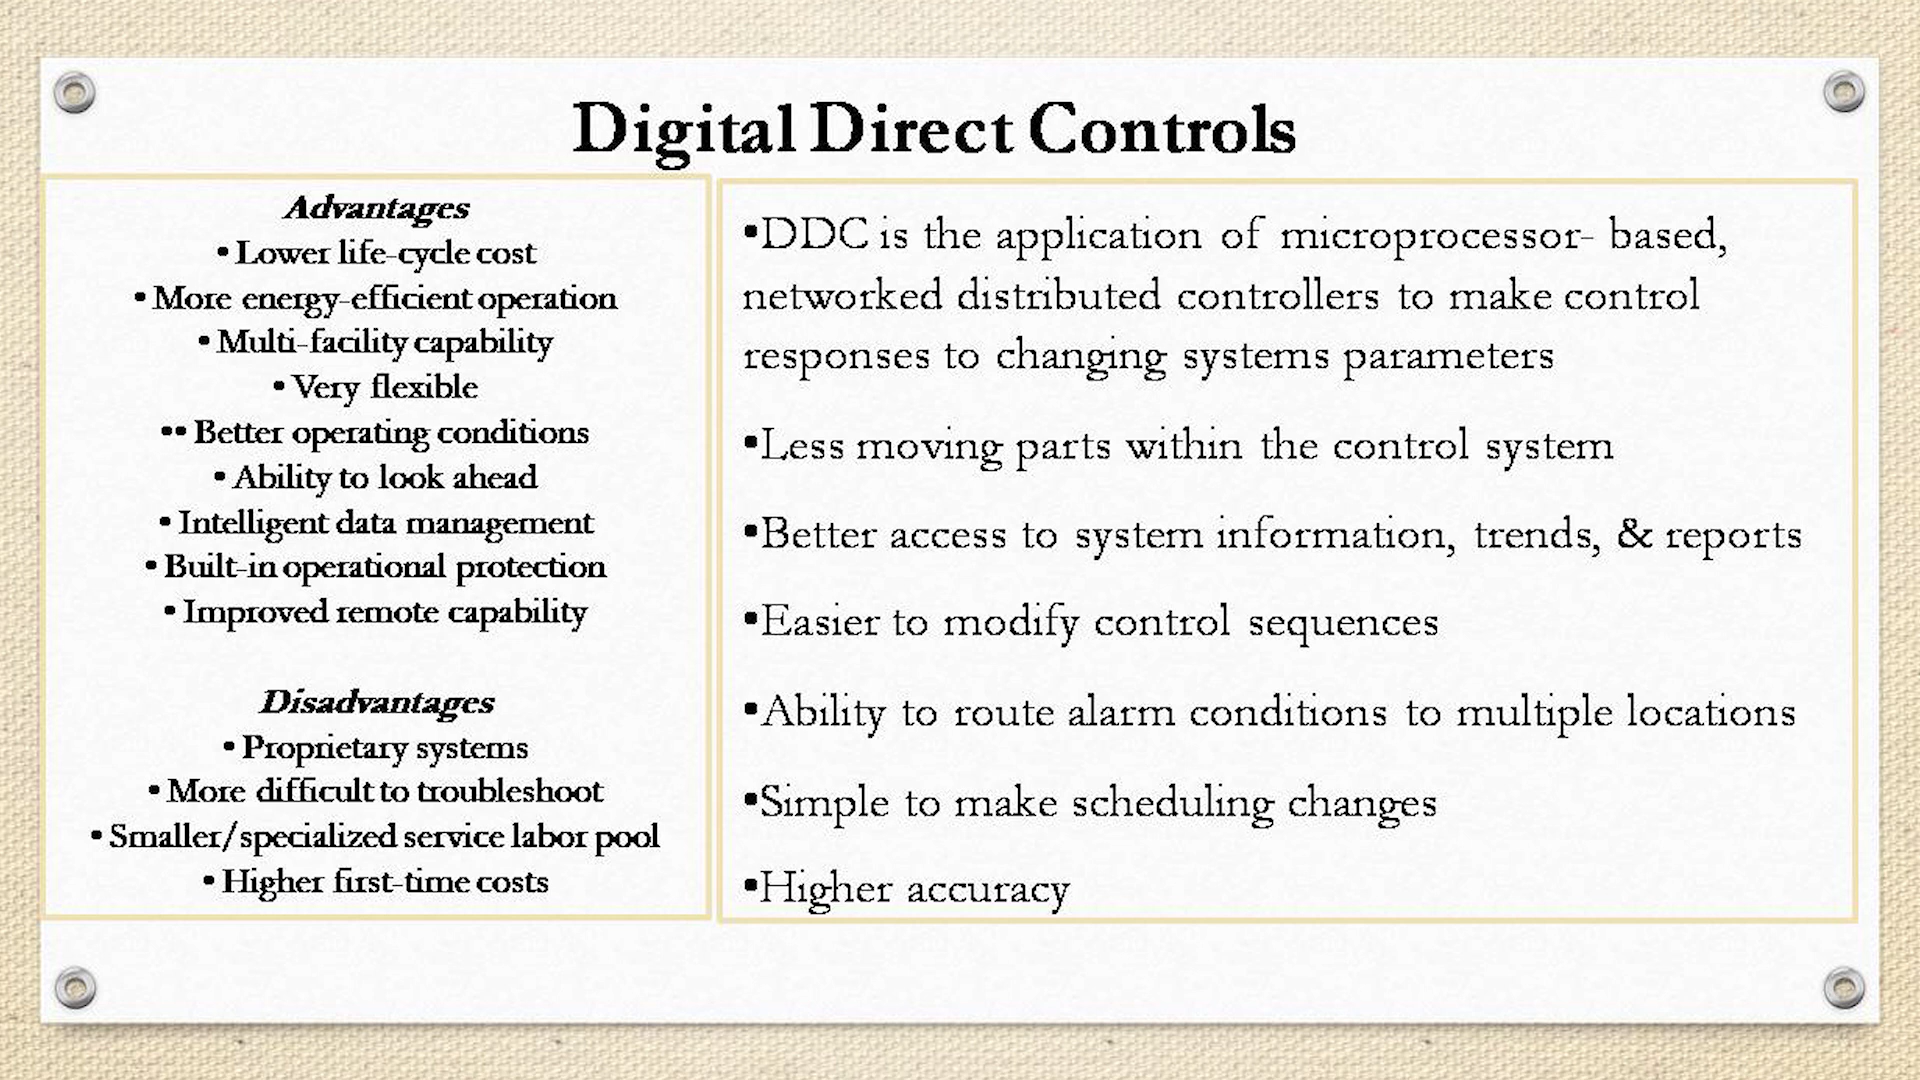 Digital Direct Controls
Advantages
• Lower life-cycle cost
• More energy-efficient operation
• Multi-facility capability
• Very flexible
•• Better operating conditions
• Ability to look ahead
• Intelligent data management
• Built-in operational protection
• Improved remote capability
Disadvantages
• Proprietary systems
• More difficult to troubleshoot
• Smaller/specialized service labor pool
• Higher first-time costs
•DDC is the application of microprocessor- based,
networked distributed controllers to make control
responses to changing systems parameters
•Less moving parts within the control system
•Better access to system information, trends, & reports
•Easier to modify control sequences
•Ability to route alarm conditions to multiple locations
•Simple to make scheduling changes
•Higher accuracy